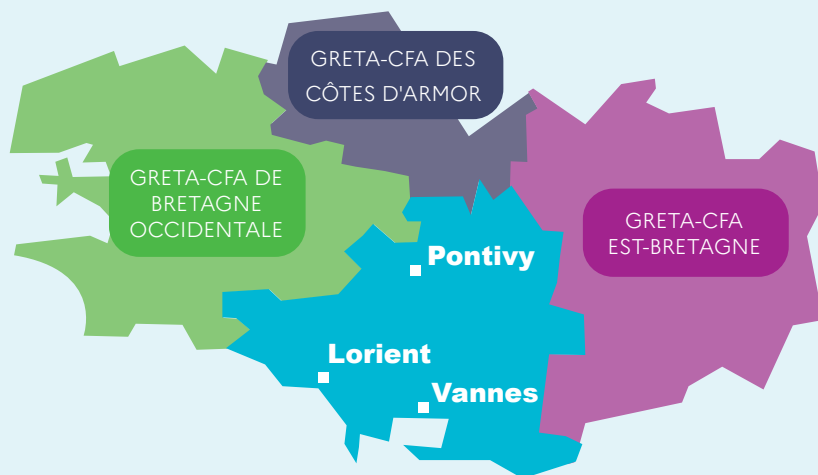 GRETA-CFA DES
CÔTES D'ARMOR
GRETA-CFA DE
BRETAGNE
OCCIDENTALE
GRETA-CFA
EST-BRETAGNE
Pontivy
Lorient
Vannes